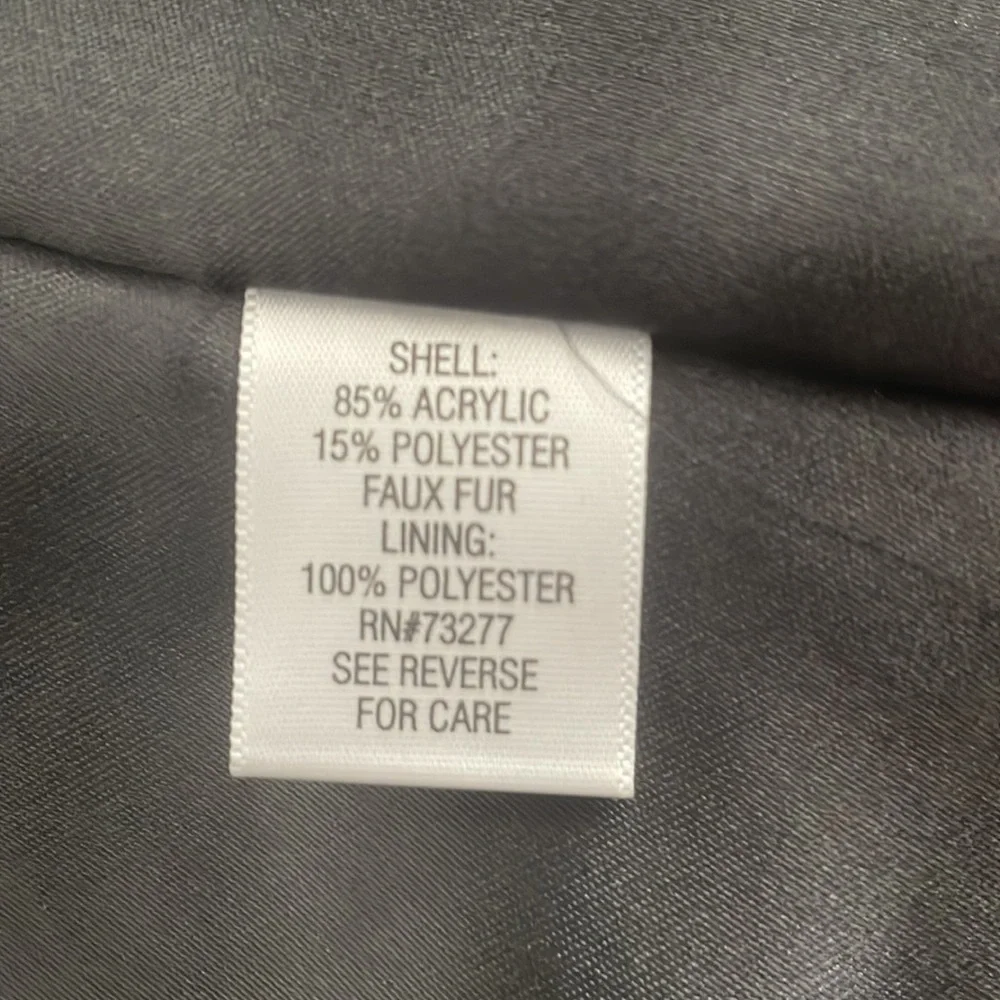 SHELL:
85% ACRYLIC
15% POLYESTER
FAUX FUR
LINING:
100% POLYESTER
RN#73277
SEE REVERSE
FOR CARE